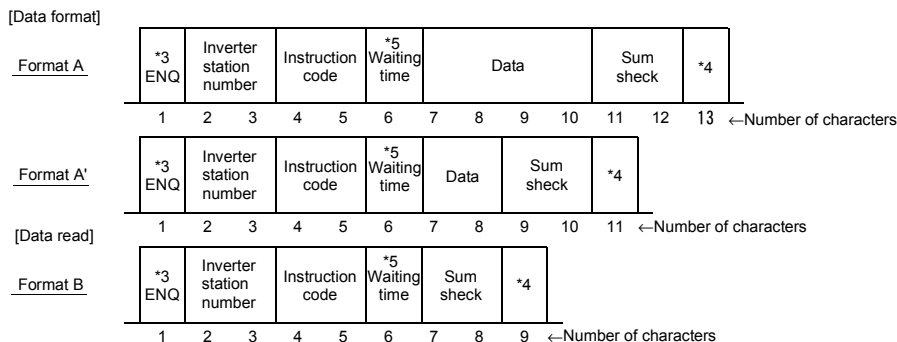 [Data format]
Format A
*3 ENQ
Inverter station number
Instruction code
*5 Waiting time
Data
Sum sheck
*4
1 2 3 4 5 6 7 8 9 10 11 12 13 ←Number of characters
Format A'
*3 ENQ
Inverter station number
Instruction code
*5 Waiting time
Data
Sum sheck
*4
1 2 3 4 5 6 7 8 9 10 11 ←Number of characters
[Data read]
Format B
*3 ENQ
Inverter station number
Instruction code
*5 Waiting time
Sum sheck
*4
1 2 3 4 5 6 7 8 9 ←Number of characters